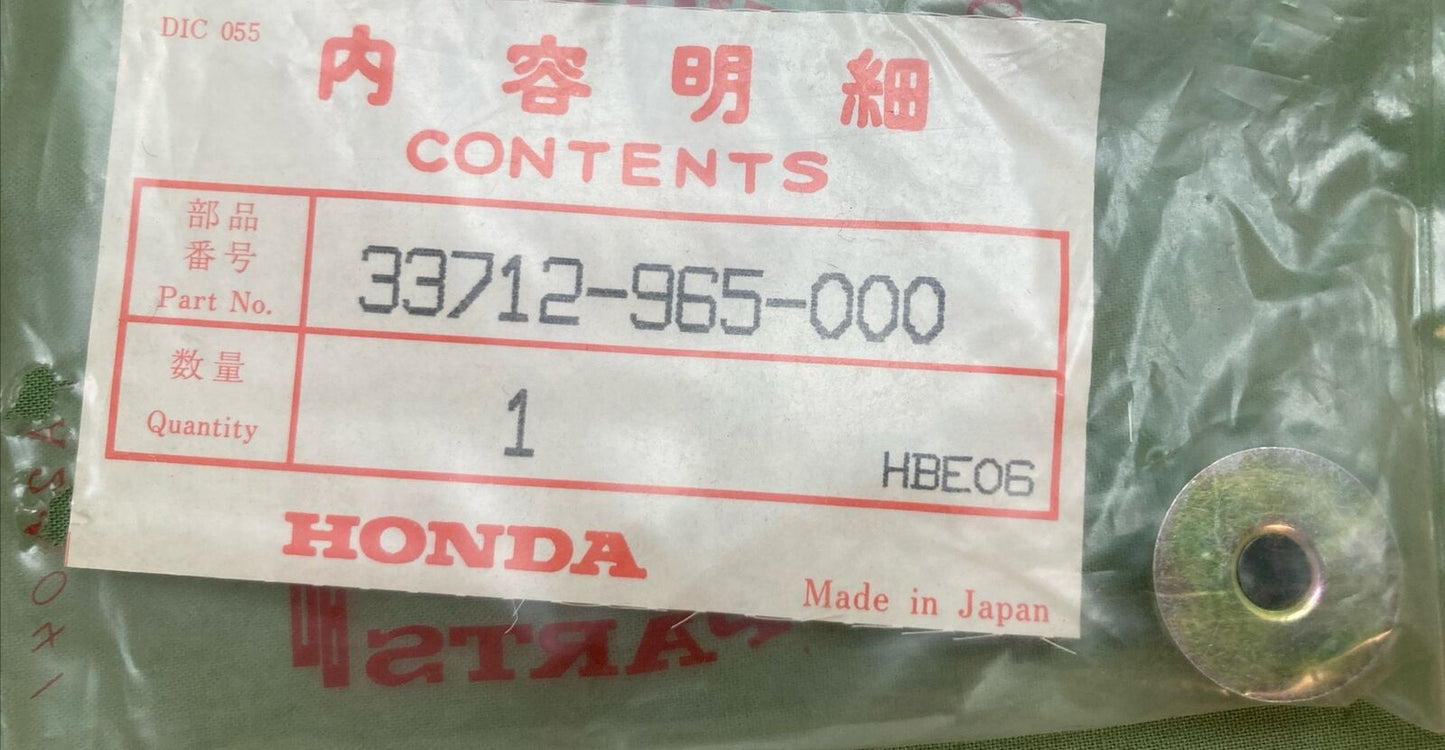 DIC 055
内容明細
CONTENTS
部品
番号
Part No.
33712-965-000
数量
Quantity
1
HBE06
HONDA
Made in Japan
PARTS